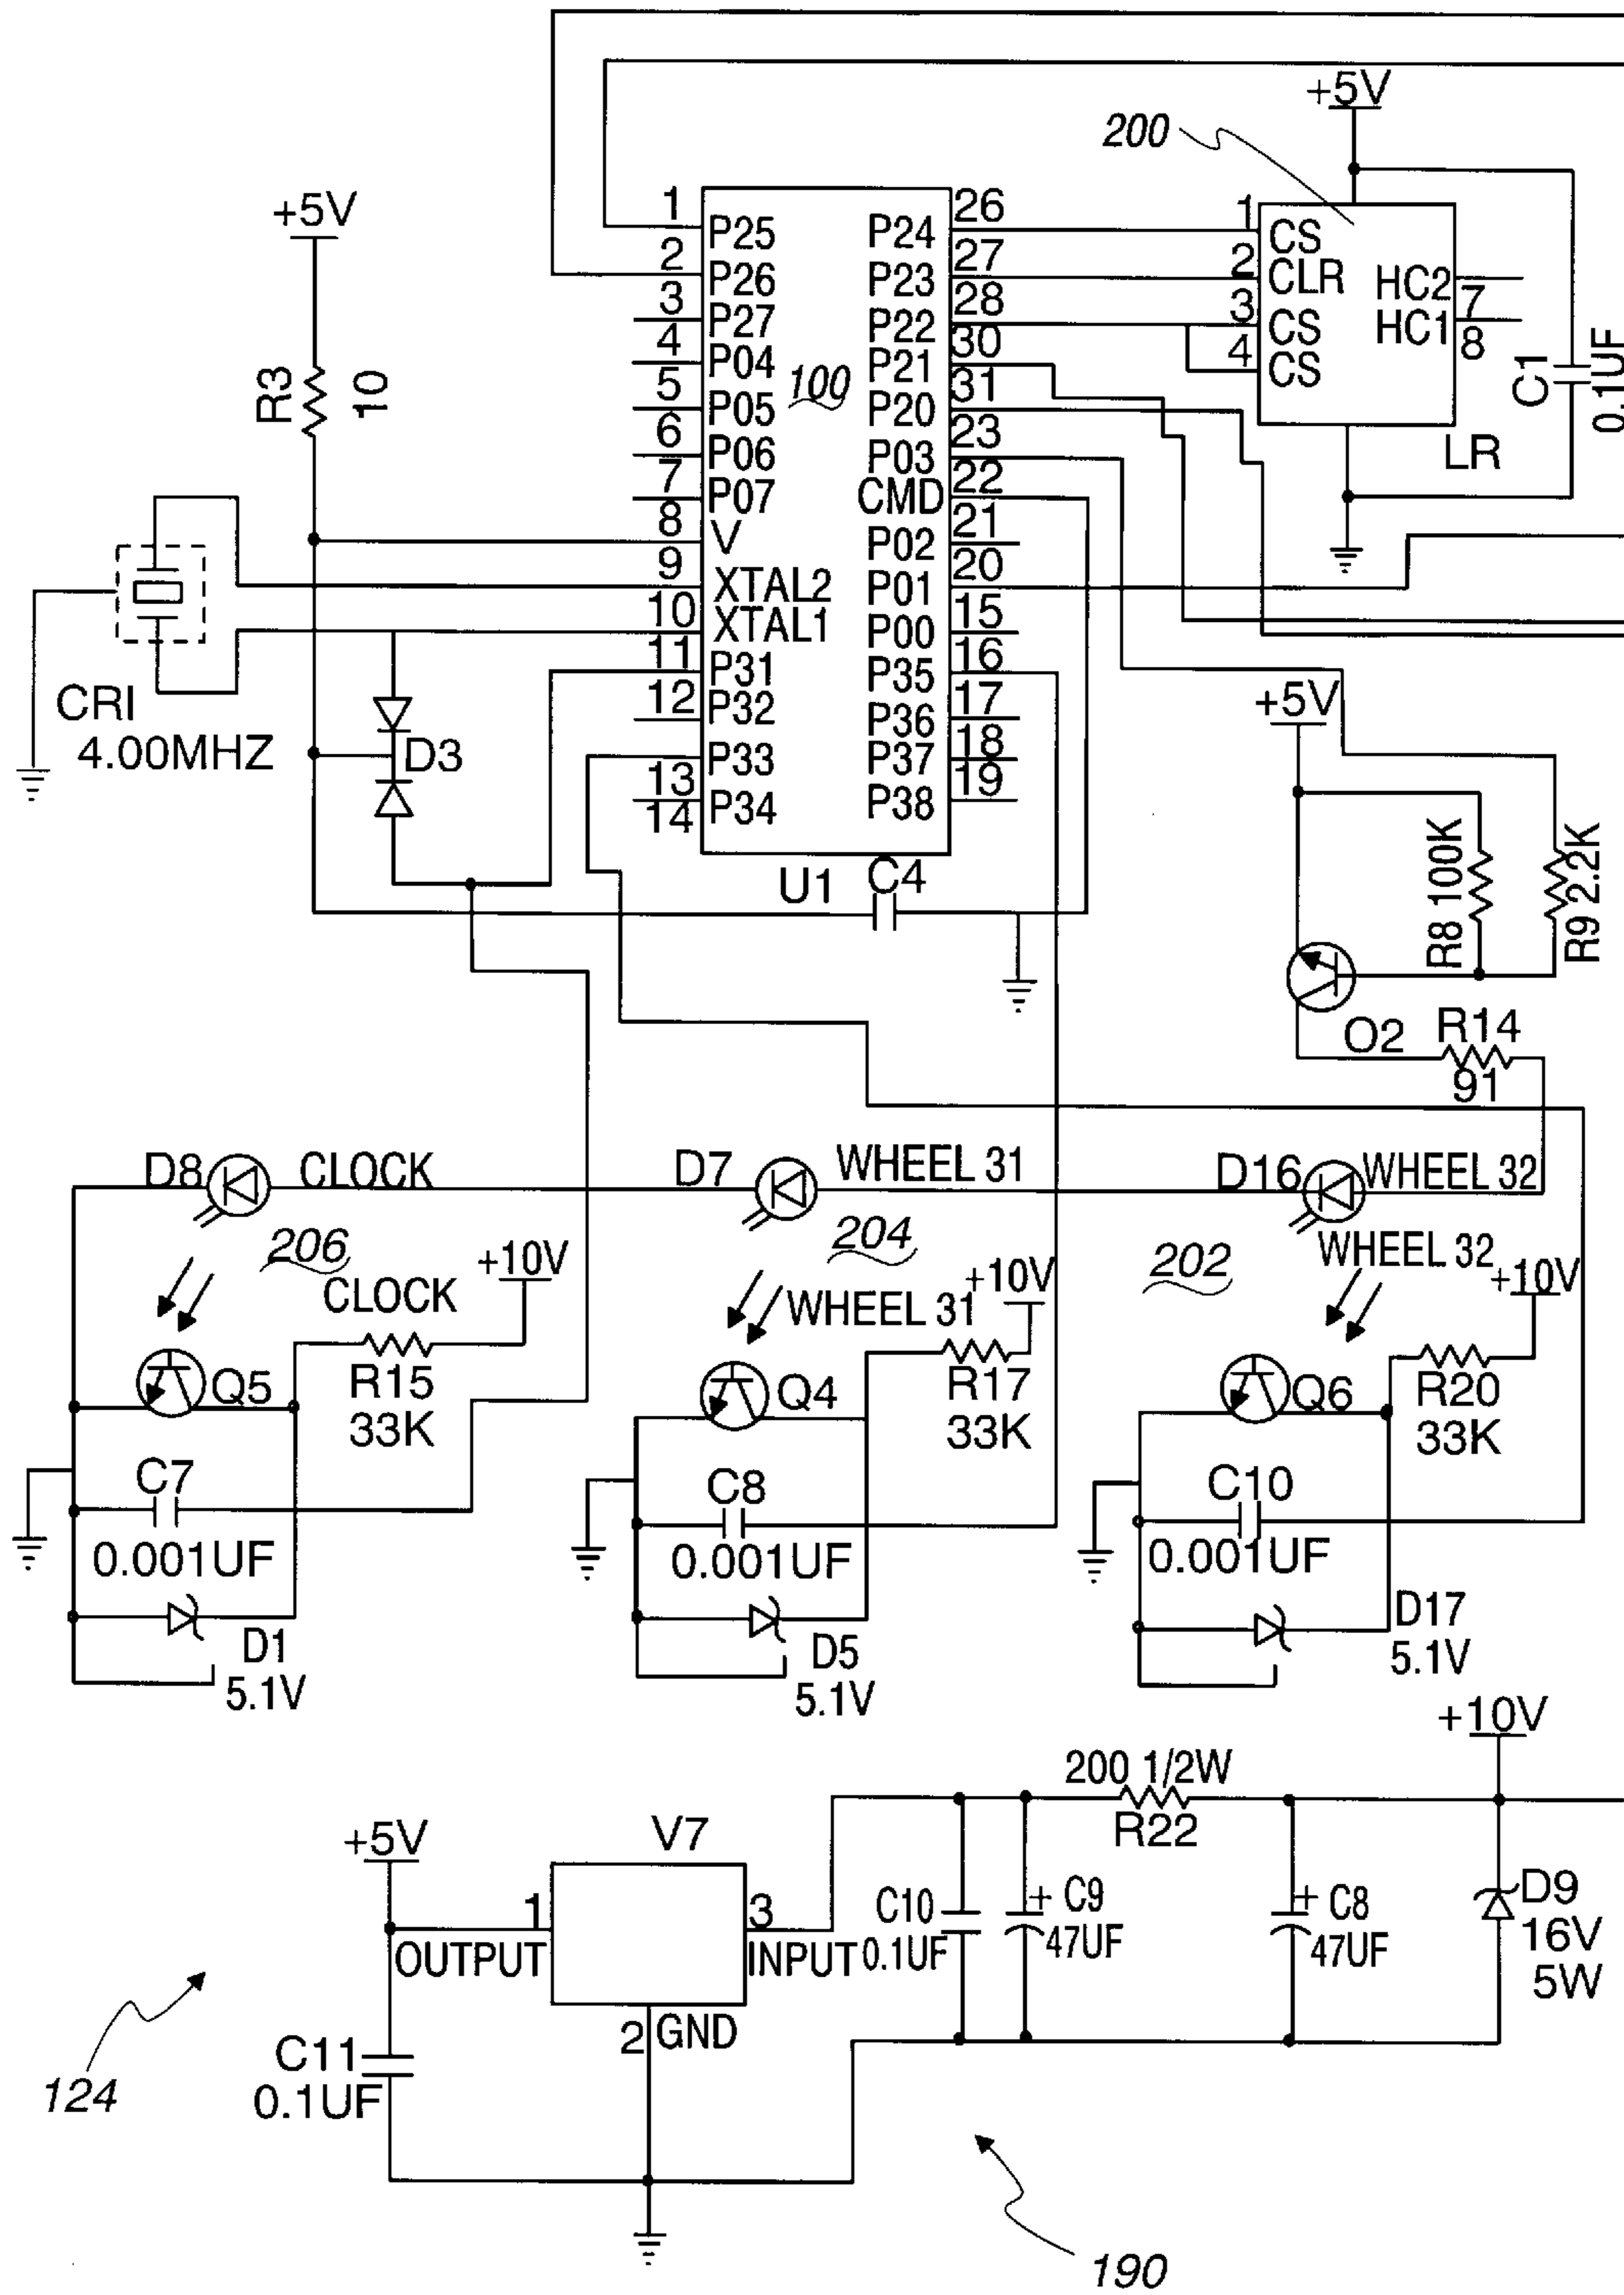 +5V
200
+5V
R3
10
1
2
3
4
5
6
7
8
9
10
11
12
13
14
P25
P26
P27
P04
P05
P06
P07
V
XTAL2
XTAL1
P31
P32
P33
P34
100
P24
P23
P22
P21
P20
P03
CMD
P02
P01
P00
P35
P36
P37
P38
26
27
28
30
31
23
22
21
20
15
16
17
18
19
U1
C4
1
2
3
4
CS
CLR
CS
CS
HC2
HC1
7
8
LR
C1
0.1UF
CRI
4.00MHZ
D3
+5V
R8 100K
R9 2.2K
O2
R14
91
D8
CLOCK
D7
WHEEL 31
D16
WHEEL 32
206
204
202
+10V
CLOCK
WHEEL 31
+10V
WHEEL 32
+10V
Q5
R15
33K
Q4
R17
33K
Q6
R20
33K
C7
0.001UF
C8
0.001UF
C10
0.001UF
D1
5.1V
D5
5.1V
D17
5.1V
+10V
200 1/2W
R22
+5V
V7
1
OUTPUT
3
INPUT
2
GND
C10
0.1UF
+ C9
47UF
+ C8
47UF
D9
16V
5W
C11
0.1UF
124
190